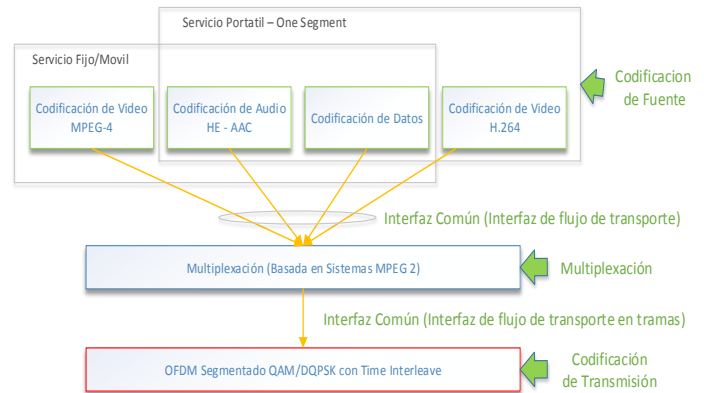 Servicio Portatil – One Segment
Servicio Fijo/Movil
Codificación de Video
MPEG-4
Codificación de Audio
HE - AAC
Codificación de Datos
Codificación de Video
H.264
Codificacion
de Fuente
Interfaz Común (Interfaz de flujo de transporte)
Multiplexación (Basada en Sistemas MPEG 2)
Multiplexación
Interfaz Común (Interfaz de flujo de transporte en tramas)
OFDM Segmentado QAM/DQPSK con Time Interleave
Codificación
de Transmisión